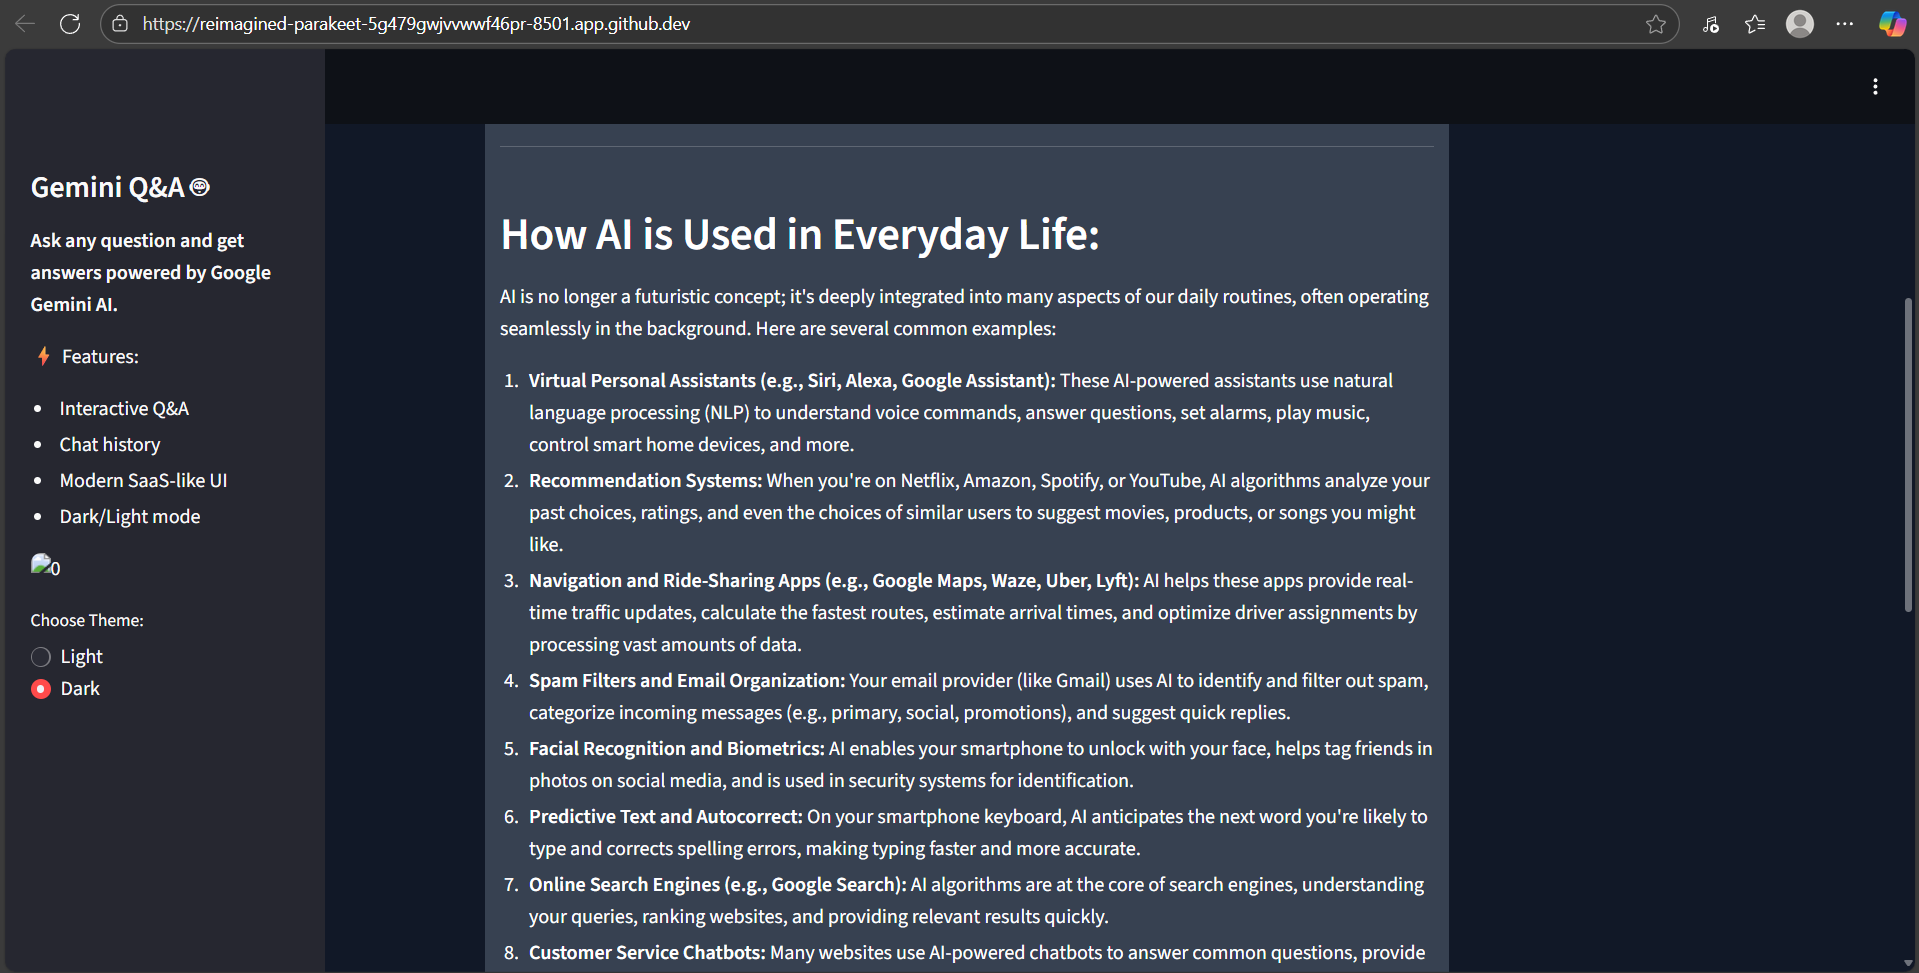 https://reimagined-parakeet-5g479gwjvvwwf46pr-8501.app.github.dev
Gemini Q&A
Ask any question and get
answers powered by Google
Gemini AI.
Features:
Interactive Q&A
Chat history
Modern SaaS-like UI
Dark/Light mode
0
Choose Theme:
Light
Dark
How AI is Used in Everyday Life:
AI is no longer a futuristic concept; it's deeply integrated into many aspects of our daily routines, often operating
seamlessly in the background. Here are several common examples:
1. Virtual Personal Assistants (e.g., Siri, Alexa, Google Assistant): These AI-powered assistants use natural
language processing (NLP) to understand voice commands, answer questions, set alarms, play music,
control smart home devices, and more.
2. Recommendation Systems: When you're on Netflix, Amazon, Spotify, or YouTube, AI algorithms analyze your
past choices, ratings, and even the choices of similar users to suggest movies, products, or songs you might
like.
3. Navigation and Ride-Sharing Apps (e.g., Google Maps, Waze, Uber, Lyft): AI helps these apps provide real-
time traffic updates, calculate the fastest routes, estimate arrival times, and optimize driver assignments by
processing vast amounts of data.
4. Spam Filters and Email Organization: Your email provider (like Gmail) uses AI to identify and filter out spam,
categorize incoming messages (e.g., primary, social, promotions), and suggest quick replies.
5. Facial Recognition and Biometrics: AI enables your smartphone to unlock with your face, helps tag friends in
photos on social media, and is used in security systems for identification.
6. Predictive Text and Autocorrect: On your smartphone keyboard, AI anticipates the next word you're likely to
type and corrects spelling errors, making typing faster and more accurate.
7. Online Search Engines (e.g., Google Search): AI algorithms are at the core of search engines, understanding
your queries, ranking websites, and providing relevant results quickly.
8. Customer Service Chatbots: Many websites use AI-powered chatbots to answer common questions, provide